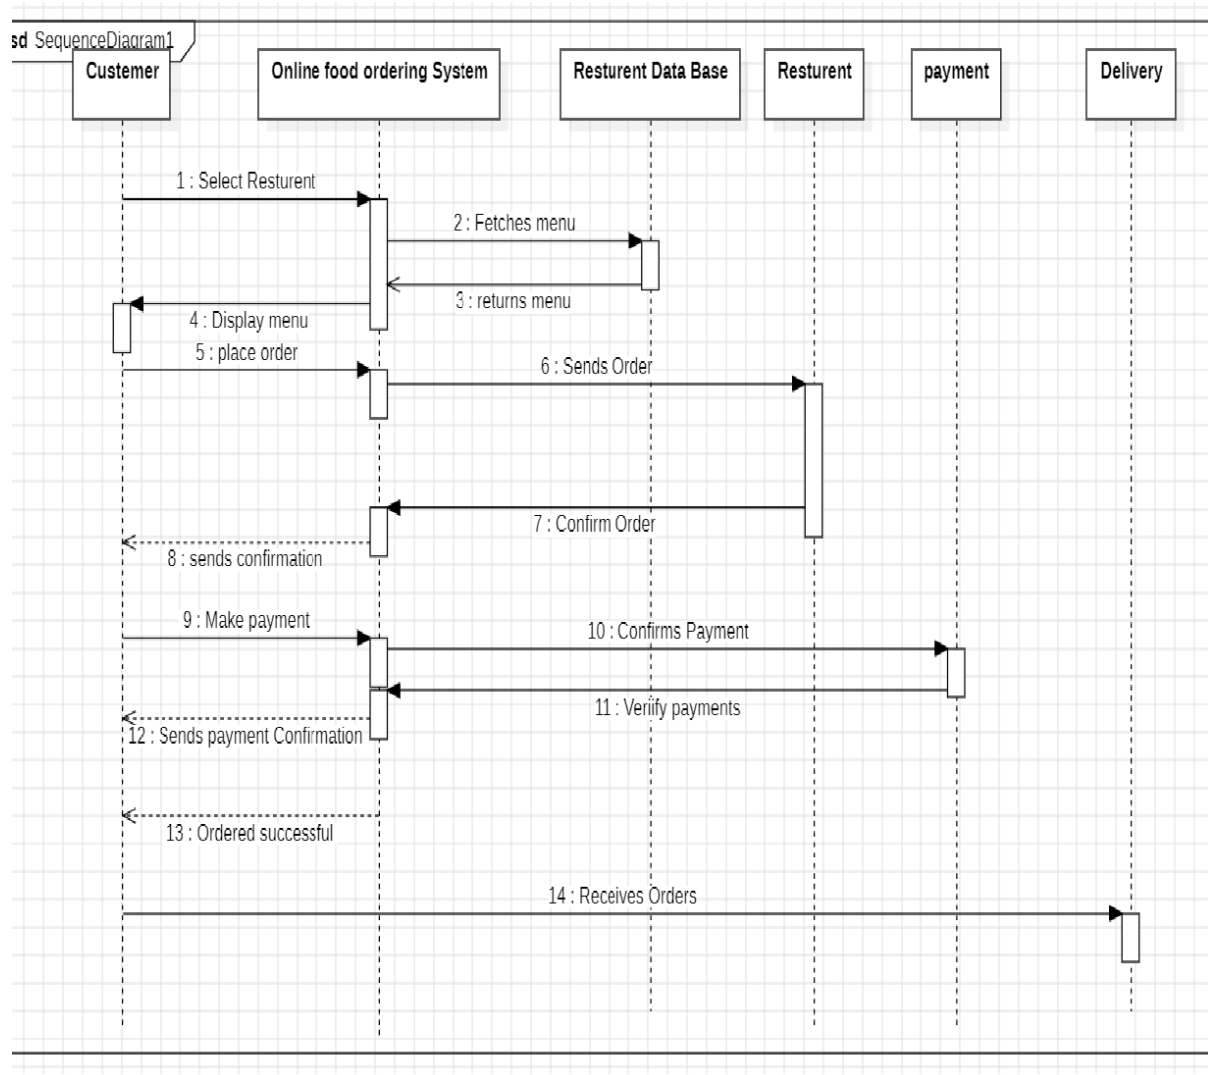 sd SequenceDiagram1
Custemer
Online food ordering System
Resturent Data Base
Resturent
payment
Delivery
1 : Select Resturent
2 : Fetches menu
3 : returns menu
4 : Display menu
5 : place order
6 : Sends Order
7 : Confirm Order
8 : sends confirmation
9 : Make payment
10 : Confirms Payment
11 : Veriify payments
12 : Sends payment Confirmation
13 : Ordered successful
14 : Receives Orders